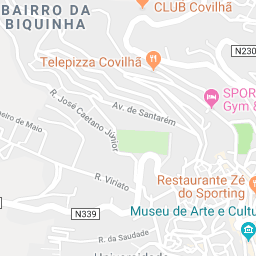 BAIRRO DA
BIQUINHA
CLUB Covilhã
N230
Telepizza Covilhã
SPOR
Gym &
Av. de Santarém
R. José Caetano Júnior
eiro de Maio
R. Viriato
Restaurante Zé
do Sporting
N339
Museu de Arte e Cultu
R. da Saudade